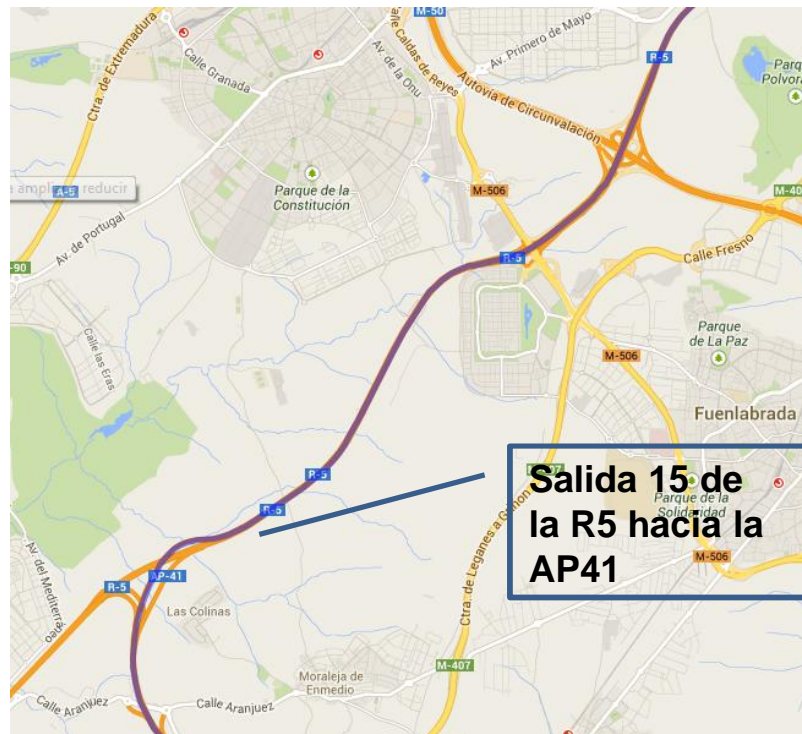 M-50
Ctra. de Extremadura
Calle Granada
Av. de la Onu
Calle Caldas de Reyes
Av. Primero de Mayo
R-5
Autovía de Circunvalación
A-5
reducir
Parque de la
Constitución
M-506
M-40
Av. de Portugal
R-5
Calle Fresno
-90
Calle las Eras
Parque
de La Paz
M-506
Fuenlabrada
R-5
R-5
Ctra. de Leganes a Griñon
Salida 15 de
la R5 hacia la
AP41
Parque de la
Solidaridad
M-506
Av. del Mediterráneo
AP-41
R-5
Las Colinas
M-407
Moraleja de
Enmedio
Calle Aranjuez
Calle Aranjuez